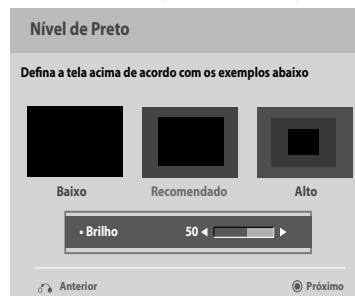 Nível de Preto
Defina a tela acima de acordo com os exemplos abaixo
Baixo Recomendado Alto
• Brilho 50
Anterior Próximo